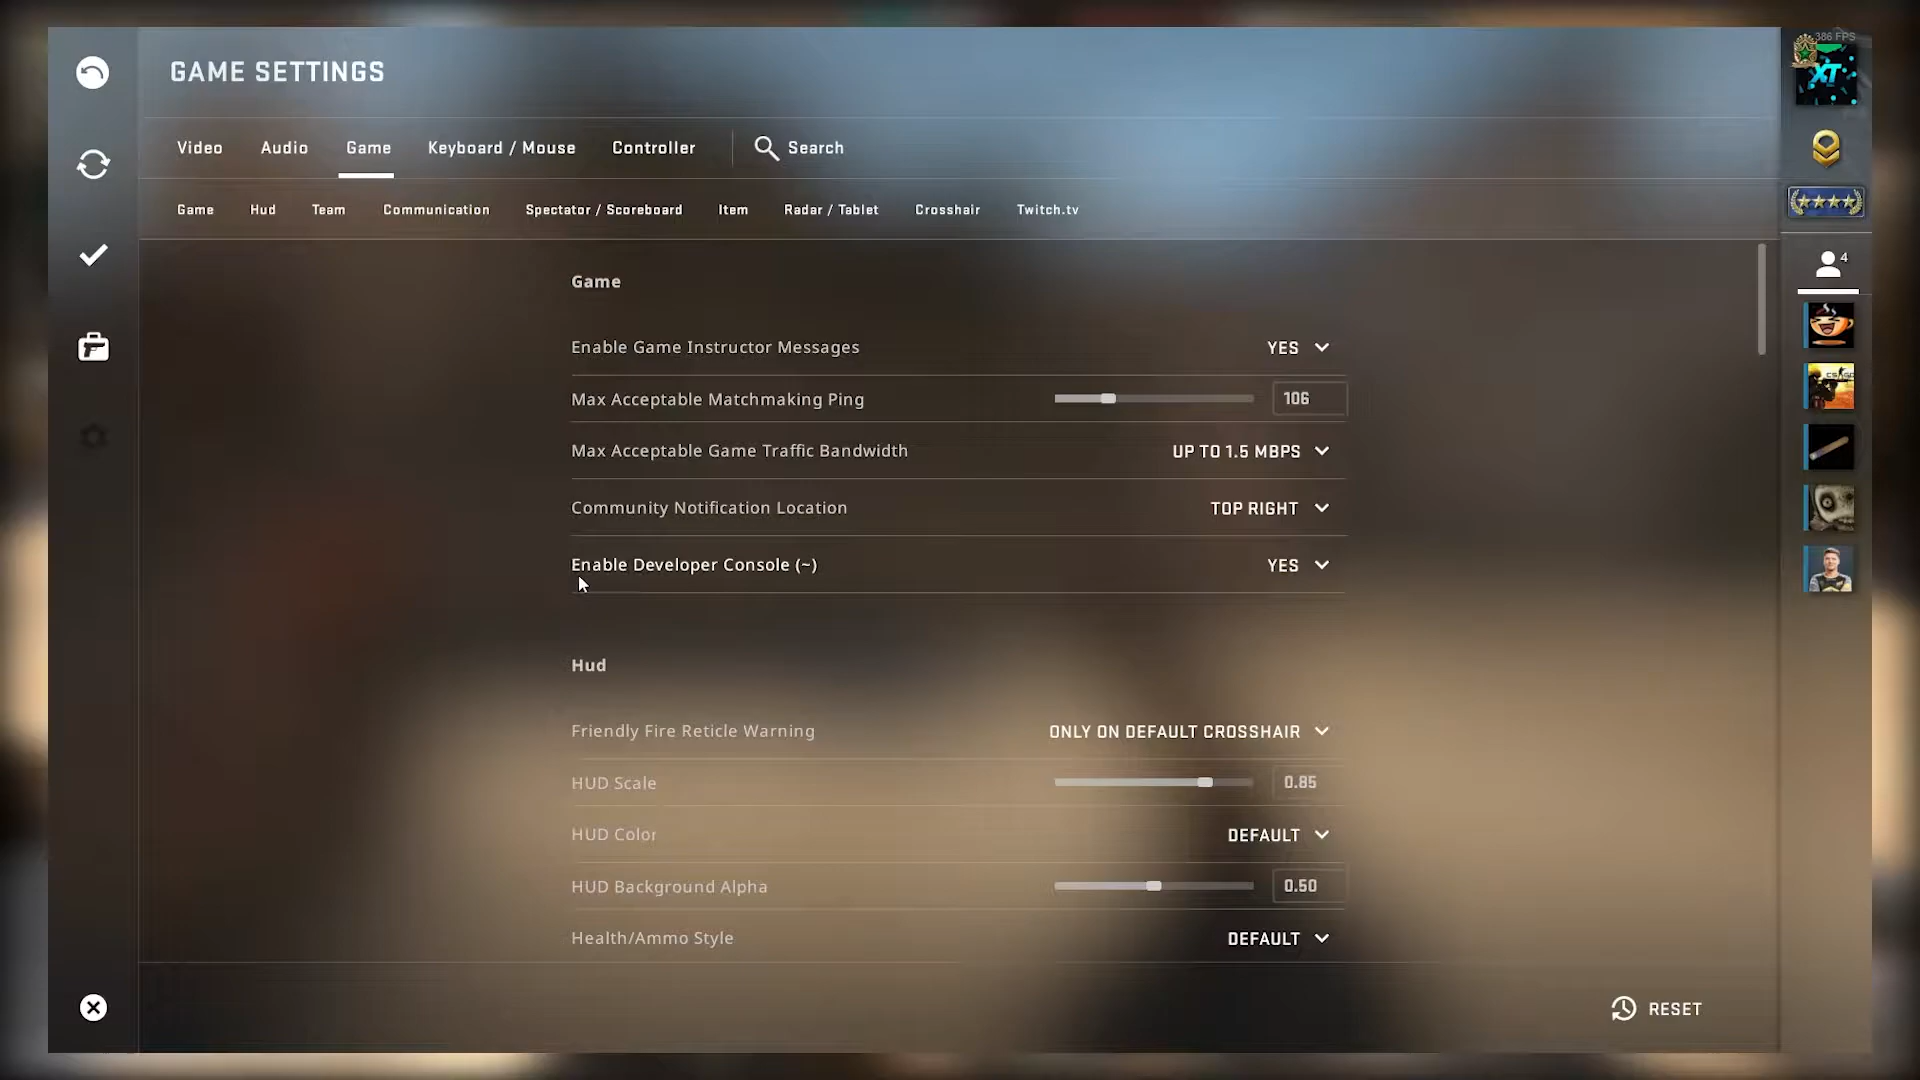 386 FPS
XT
GAME SETTINGS
Video Audio Game Keyboard / Mouse Controller Search
Game Hud Team Communication Spectator / Scoreboard Item Radar / Tablet Crosshair Twitch.tv
4
Game
Enable Game Instructor Messages YES
Max Acceptable Matchmaking Ping 106
Max Acceptable Game Traffic Bandwidth UP TO 1.5 MBPS
Community Notification Location TOP RIGHT
Enable Developer Console (~) YES
Hud
Friendly Fire Reticle Warning ONLY ON DEFAULT CROSSHAIR
HUD Scale 0.85
HUD Color DEFAULT
HUD Background Alpha 0.50
Health/Ammo Style DEFAULT
RESET